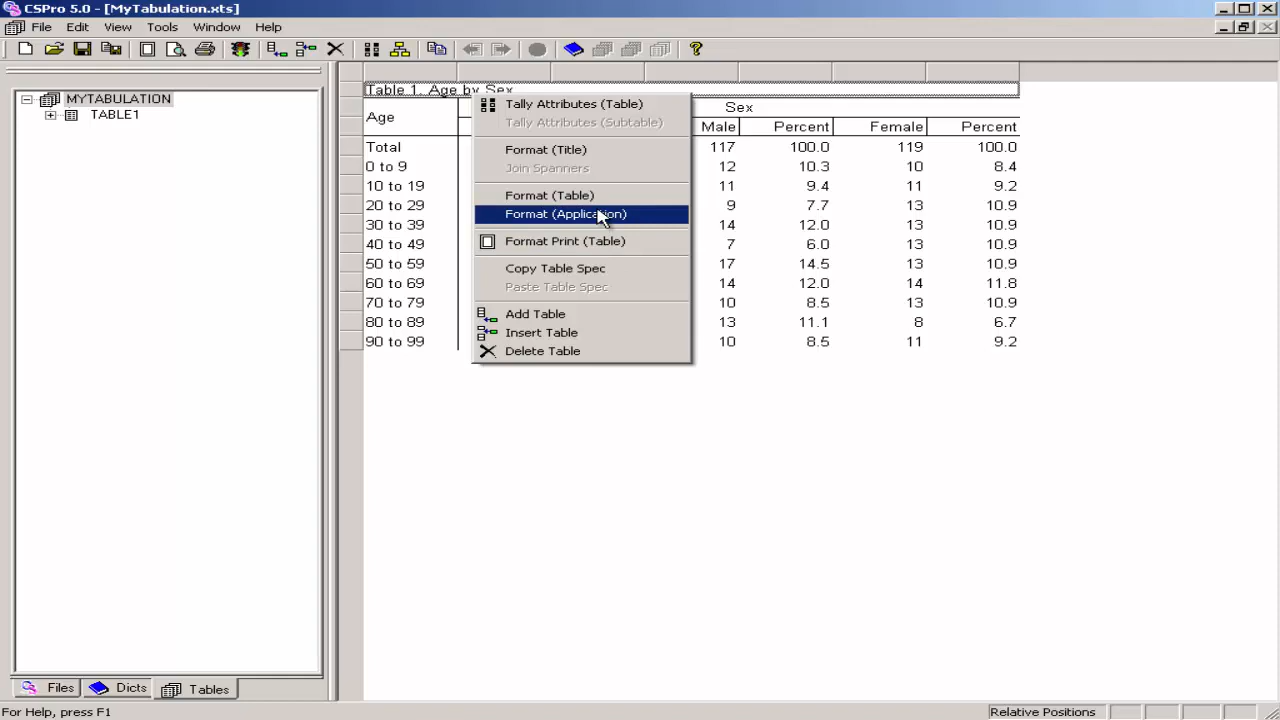 CSPro 5.0 - [MyTabulation.xts]
File Edit View Tools Window Help
MYTABULATION
TABLE1
Files Dicts Tables
Table 1. Age by Sex
Age Sex
Male Percent Female Percent
Total 117 100.0 119 100.0
0 to 9 12 10.3 10 8.4
10 to 19 11 9.4 11 9.2
20 to 29 9 7.7 13 10.9
30 to 39 14 12.0 13 10.9
40 to 49 7 6.0 13 10.9
50 to 59 17 14.5 13 10.9
60 to 69 14 12.0 14 11.8
70 to 79 10 8.5 13 10.9
80 to 89 13 11.1 8 6.7
90 to 99 10 8.5 11 9.2
Tally Attributes (Table)
Tally Attributes (Subtable)
Format (Title)
Join Spanners
Format (Table)
Format (Application)
Format Print (Table)
Copy Table Spec
Paste Table Spec
Add Table
Insert Table
Delete Table
For Help, press F1
Relative Positions